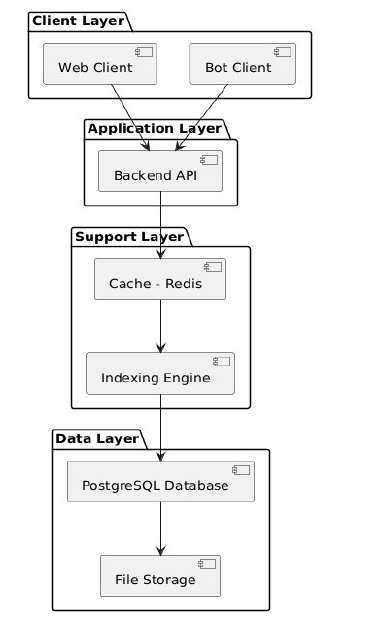 Client Layer
Web Client
Bot Client
Application Layer
Backend API
Support Layer
Cache - Redis
Indexing Engine
Data Layer
PostgreSQL Database
File Storage